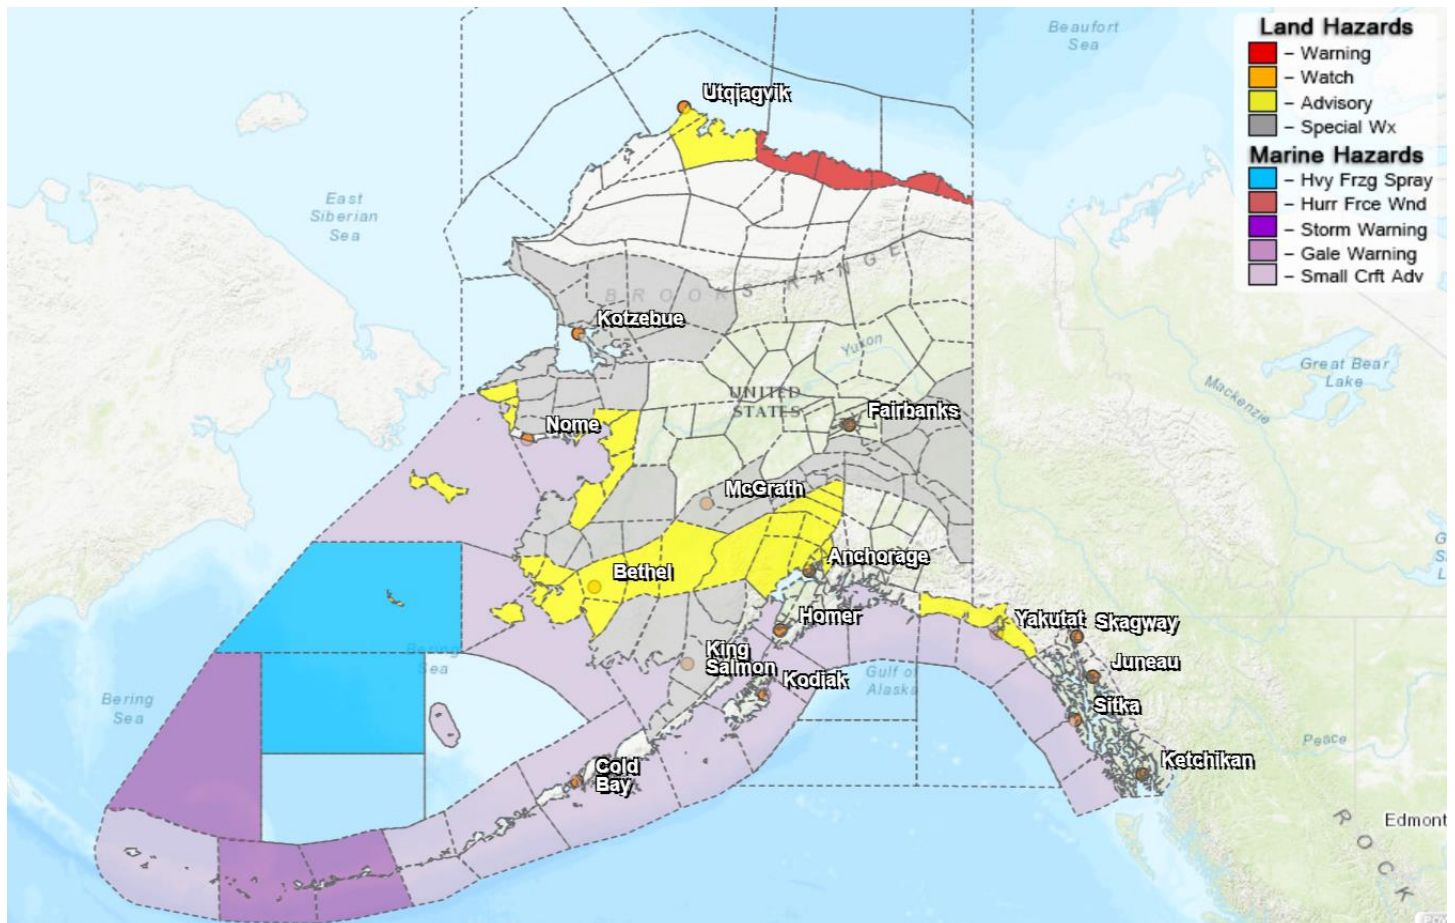 Land Hazards
– Warning
– Watch
– Advisory
– Special Wx
Marine Hazards
– Hvy Frzg Spray
– Hurr Frce Wnd
– Storm Warning
– Gale Warning
– Small Crft Adv
Beaufort
Sea
Utqiagvik
East
Siberian
Sea
BROOKS RANGE
Kotzebue
Yukon
Great Bear
Lake
Mackenzie
UNITED
STATES
Fairbanks
Nome
McGrath
Anchorage
Bethel
Homer
Yakutat
Skagway
King
Salmon
Juneau
Kodiak
Gulf of
Alaska
Bering
Sea
Bering
Sea
Sitka
Peace
Ketchikan
Cold
Bay
Edmont
ROCK